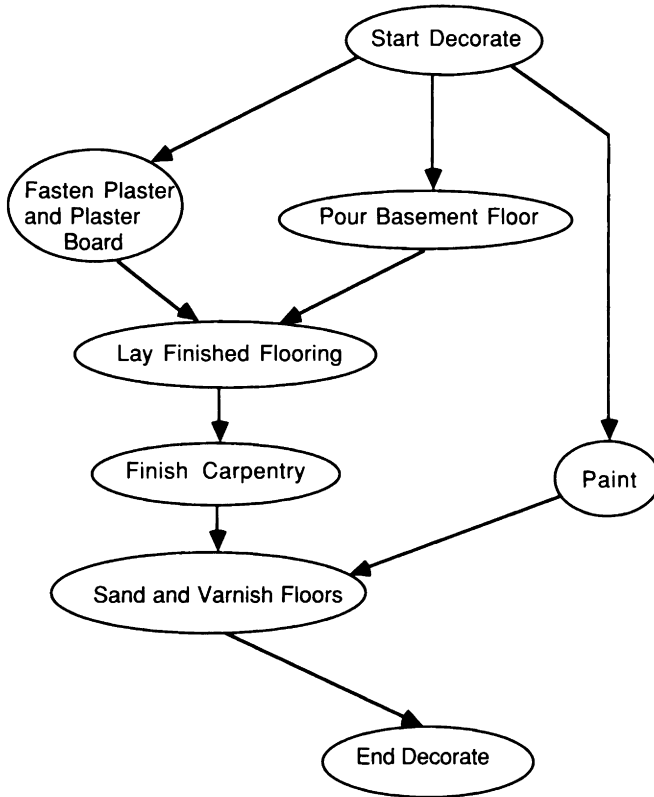 Start Decorate
Fasten Plaster
and Plaster
Board
Pour Basement Floor
Lay Finished Flooring
Finish Carpentry
Paint
Sand and Varnish Floors
End Decorate